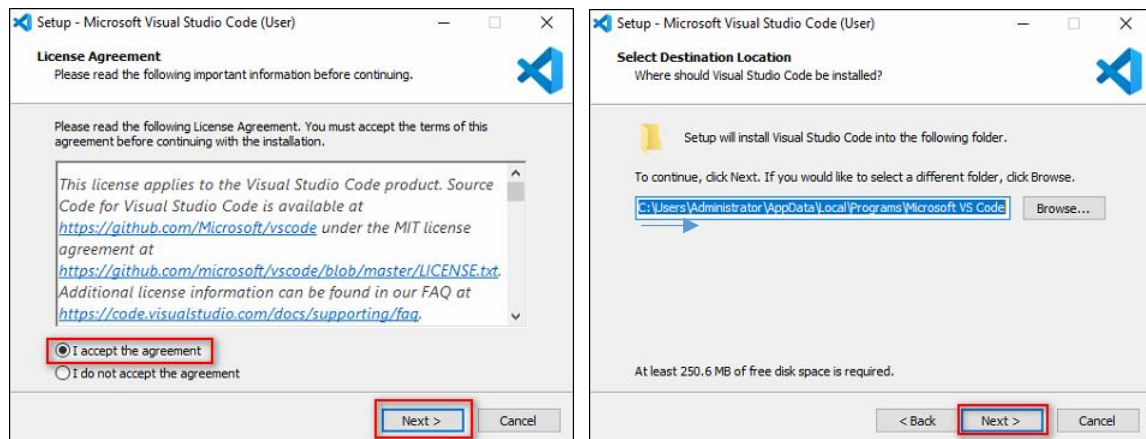 Setup - Microsoft Visual Studio Code (User)
License Agreement
Please read the following important information before continuing.
Please read the following License Agreement. You must accept the terms of this
agreement before continuing with the installation.
This license applies to the Visual Studio Code product. Source
Code for Visual Studio Code is available at
https://github.com/Microsoft/vscode under the MIT license
agreement at
https://github.com/microsoft/vscode/blob/master/LICENSE.txt.
Additional license information can be found in our FAQ at
https://code.visualstudio.com/docs/supporting/faq.
I accept the agreement
I do not accept the agreement
Next >
Cancel
Setup - Microsoft Visual Studio Code (User)
Select Destination Location
Where should Visual Studio Code be installed?
Setup will install Visual Studio Code into the following folder.
To continue, click Next. If you would like to select a different folder, click Browse.
C:\Users\Administrator\AppData\Local\Programs\Microsoft VS Code
Browse...
At least 250.6 MB of free disk space is required.
< Back
Next >
Cancel